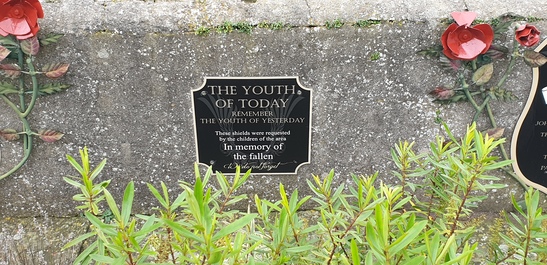 THE YOUTH
OF TODAY
REMEMBER
THE YOUTH OF YESTERDAY
These shields were requested
by the children of the area
In memory of
the fallen